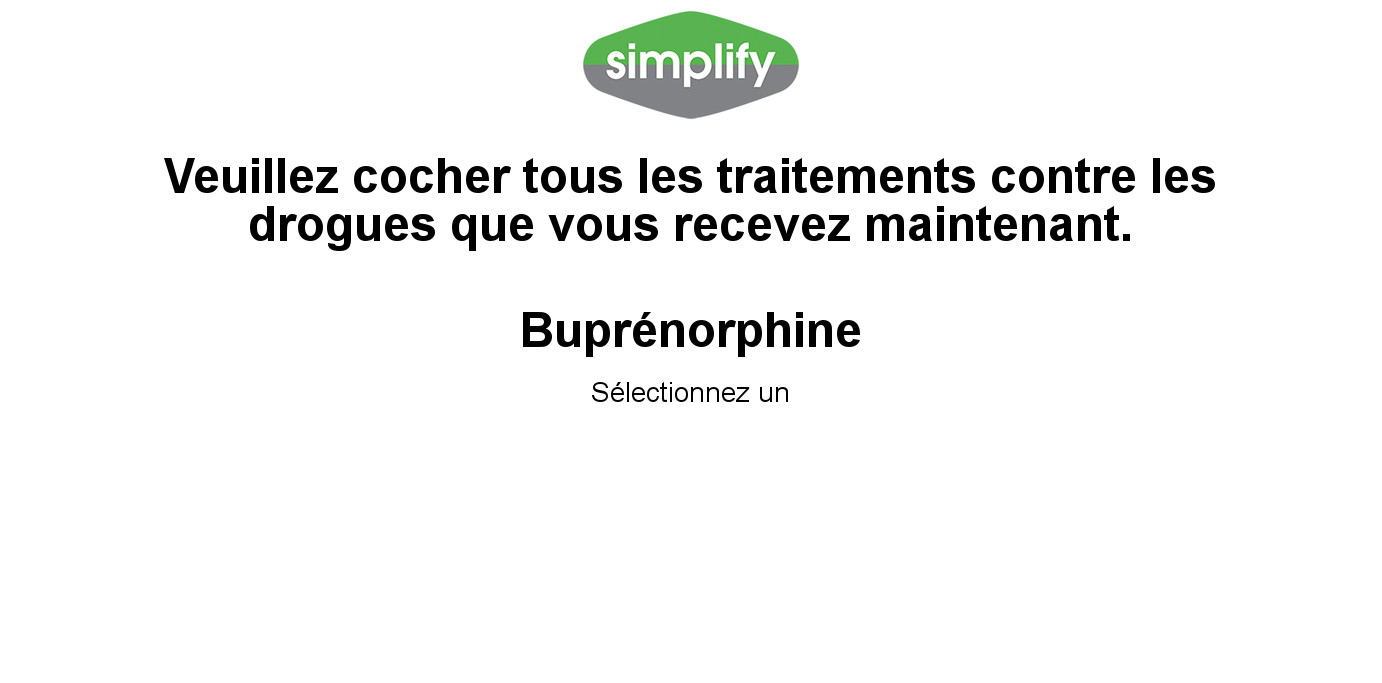 simplify
Veuillez cocher tous les traitements contre les
drogues que vous recevez maintenant.
Buprénorphine
Sélectionnez un